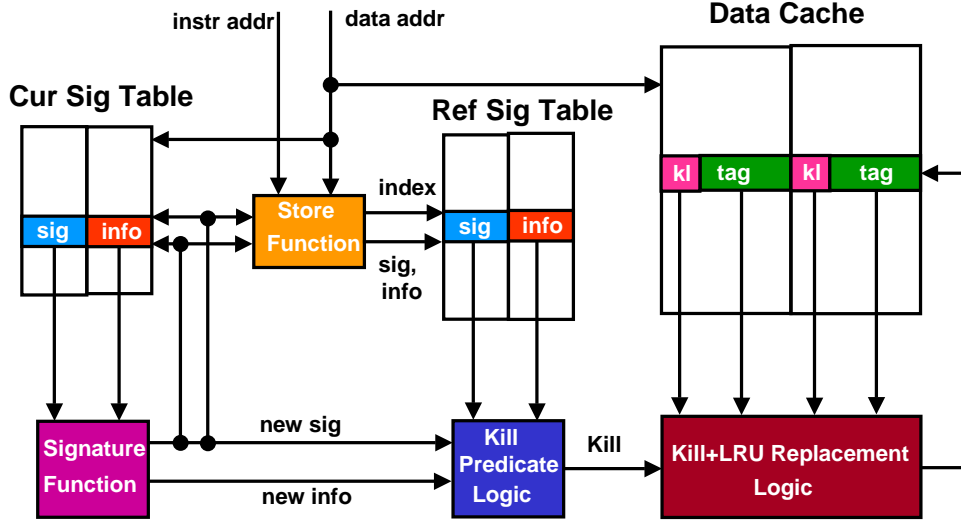 instr addr
data addr
Data Cache
Cur Sig Table
Ref Sig Table
kl
tag
kl
tag
index
Store
Function
sig
info
sig
info
sig,
info
new sig
Signature
Function
new info
Kill
Predicate
Logic
Kill
Kill+LRU Replacement
Logic